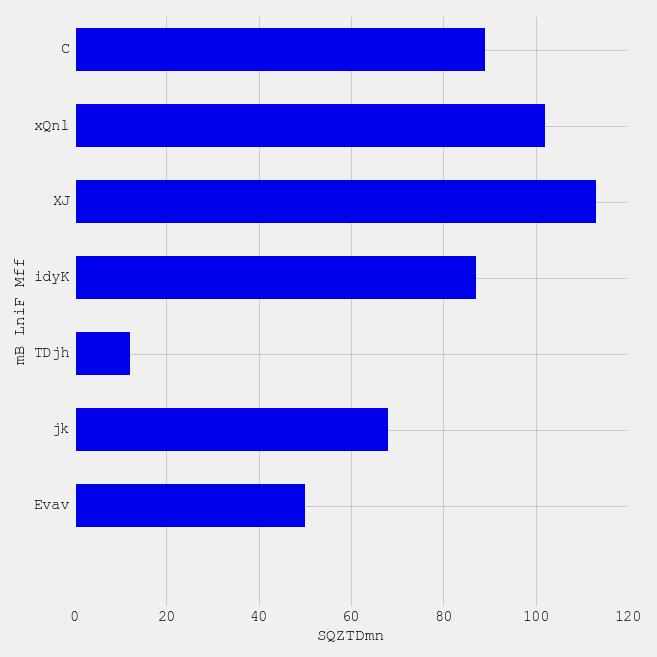 C
xQnl
XJ
idyK
TDjh
jk
Evav
mB LniF Mff
0 20 40 60 80 100 120
SQZTDmn